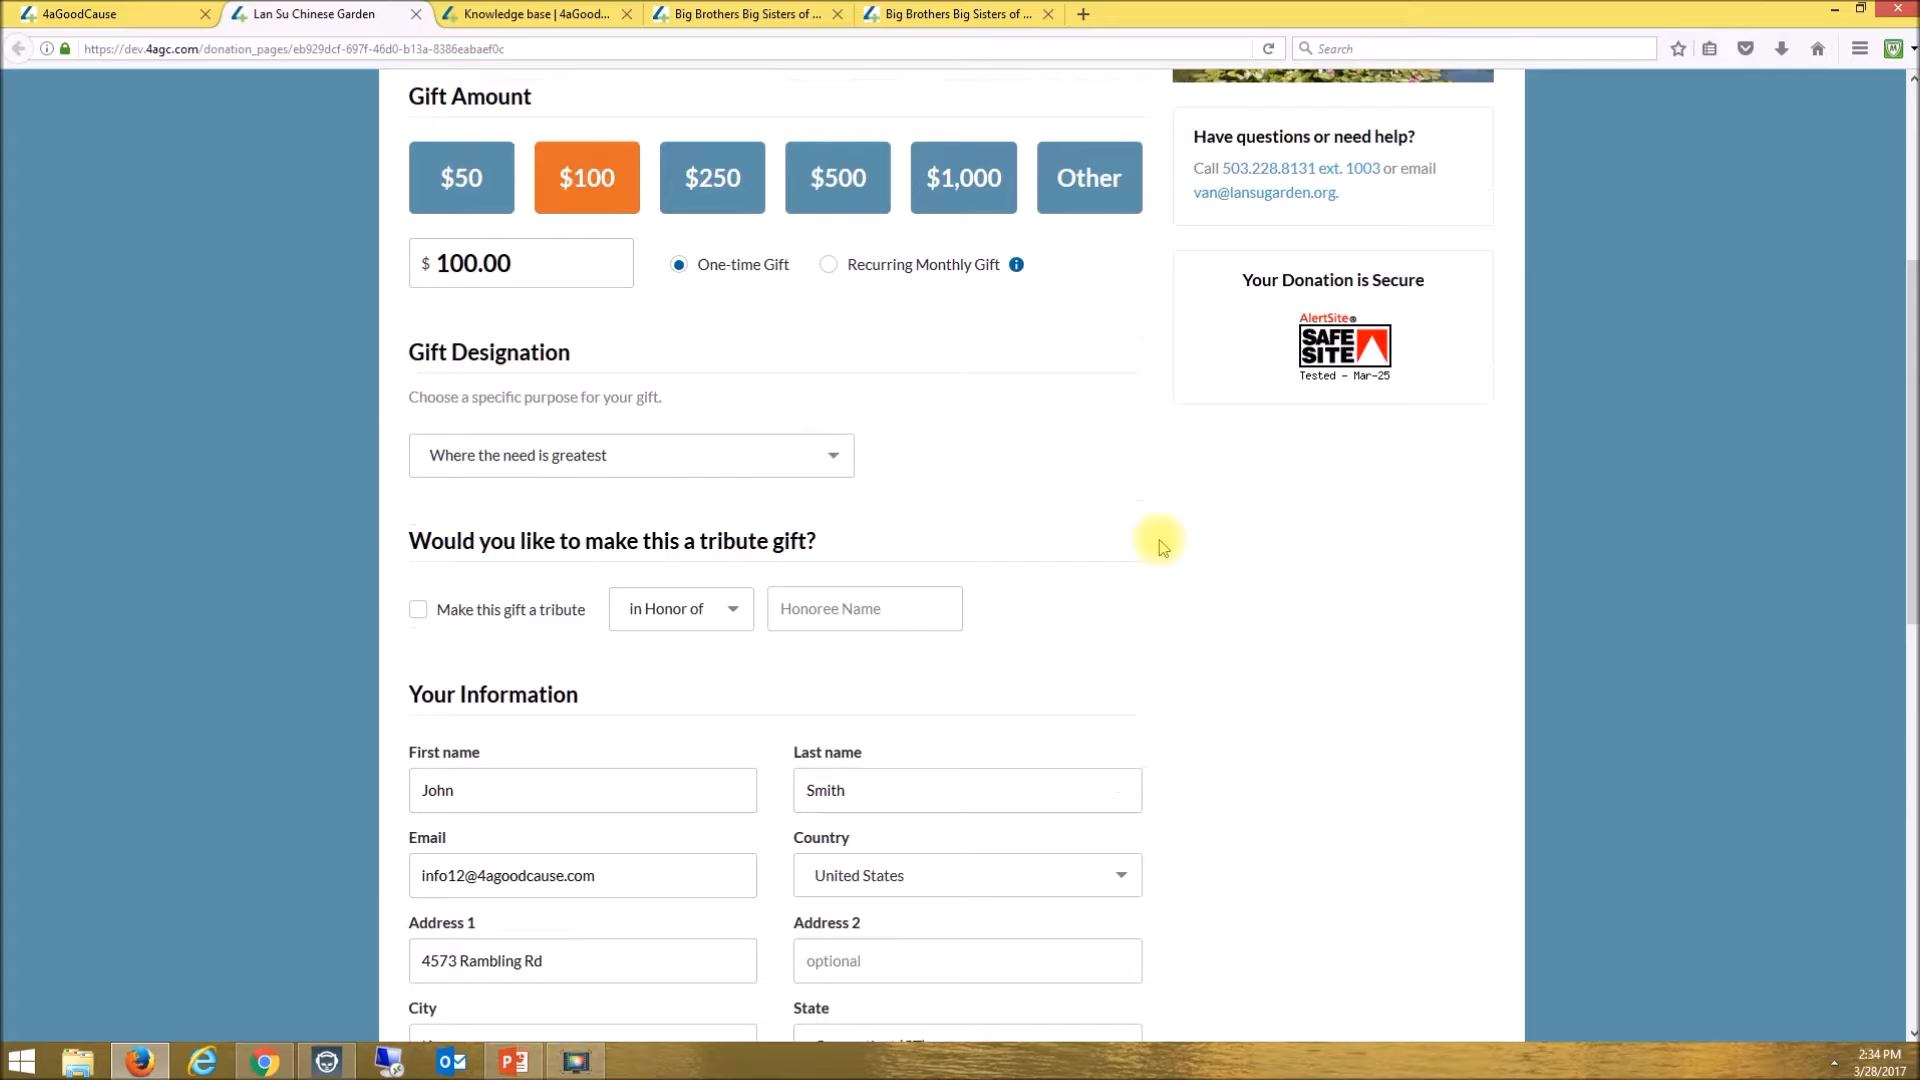 4aGoodCause
Lan Su Chinese Garden
Knowledge base | 4aGood...
Big Brothers Big Sisters of ...
Big Brothers Big Sisters of ...
https://dev.4agc.com/donation_pages/eb929dcf-697f-46d0-b13a-8386eabaef0c
Search
Gift Amount
$50
$100
$250
$500
$1,000
Other
$ 100.00
One-time Gift
Recurring Monthly Gift
Have questions or need help?
Call 503.228.8131 ext. 1003 or email
van@lansugarden.org.
Your Donation is Secure
AlertSite®
SAFE
SITE
Tested - Mar-25
Gift Designation
Choose a specific purpose for your gift.
Where the need is greatest
Would you like to make this a tribute gift?
Make this gift a tribute
in Honor of
Honoree Name
Your Information
First name
Last name
John
Smith
Email
Country
info12@4agoodcause.com
United States
Address 1
Address 2
4573 Rambling Rd
optional
City
State
2:34 PM
3/28/2017